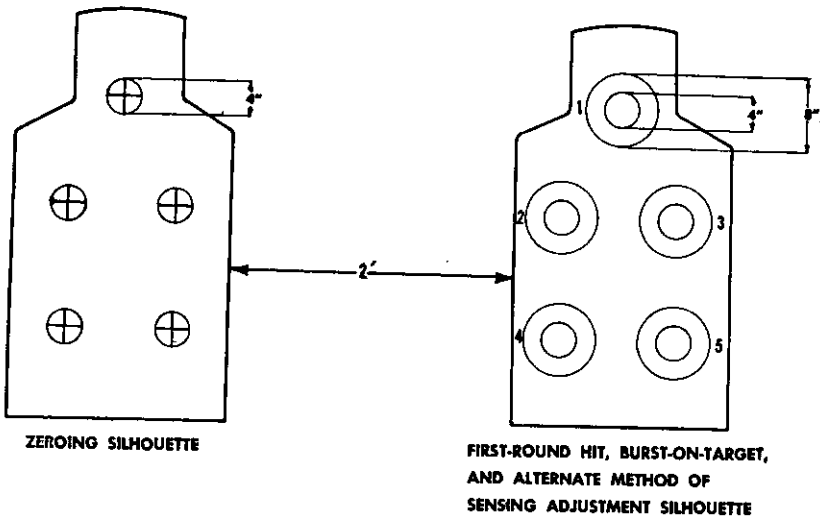 4"
1
4"
8"
2
3
2'
4
5
ZEROING SILHOUETTE
FIRST-ROUND HIT, BURST-ON-TARGET,
AND ALTERNATE METHOD OF
SENSING ADJUSTMENT SILHOUETTE